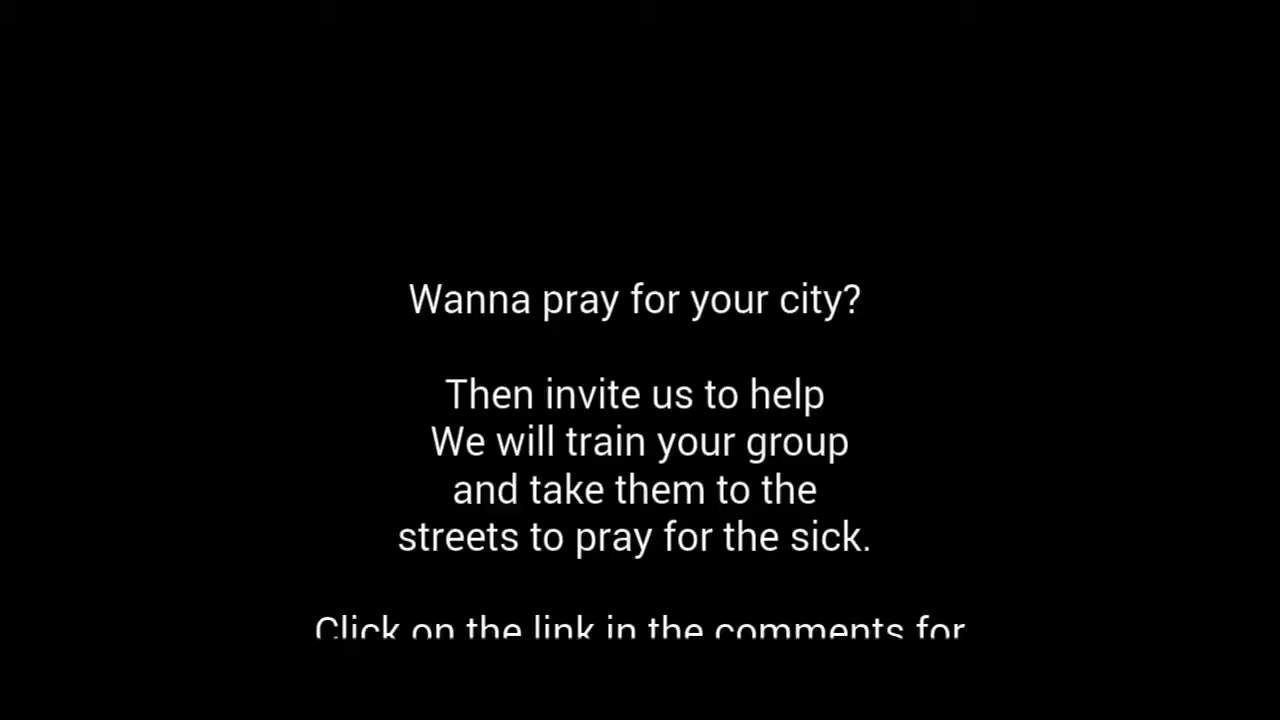 Wanna pray for your city?
Then invite us to help
We will train your group
and take them to the
streets to pray for the sick.
Click on the link in the comments for